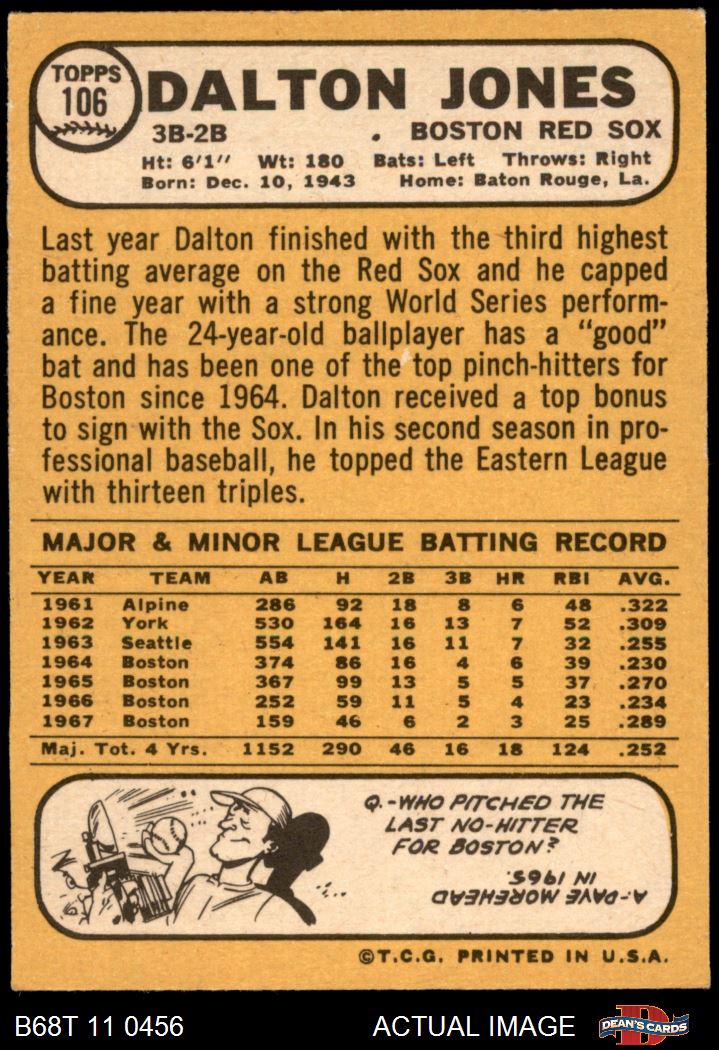 TOPPS
106
DALTON JONES
3B-2B . BOSTON RED SOX
Ht: 6'1" Wt: 180 Bats: Left Throws: Right
Born: Dec. 10, 1943 Home: Baton Rouge, La.
Last year Dalton finished with the third highest
batting average on the Red Sox and he capped
a fine year with a strong World Series perform-
ance. The 24-year-old ballplayer has a “good”
bat and has been one of the top pinch-hitters for
Boston since 1964. Dalton received a top bonus
to sign with the Sox. In his second season in pro-
fessional baseball, he topped the Eastern League
with thirteen triples.
MAJOR & MINOR LEAGUE BATTING RECORD
YEAR TEAM AB H 2B 3B HR RBI AVG.
1961 Alpine 286 92 18 8 6 48 .322
1962 York 530 164 16 13 7 52 .309
1963 Seattle 554 141 16 11 7 32 .255
1964 Boston 374 86 16 4 6 39 .230
1965 Boston 367 99 13 5 5 37 .270
1966 Boston 252 59 11 5 4 23 .234
1967 Boston 159 46 6 2 3 25 .289
Maj. Tot. 4 Yrs. 1152 290 46 16 18 124 .252
Q.-WHO PITCHED THE
LAST NO-HITTER
FOR BOSTON?
A-DAVE MOREHEAD
IN 1965.
©T.C.G. PRINTED IN U.S.A.
B68T 11 0456 ACTUAL IMAGE
D
DEAN'S CARDS